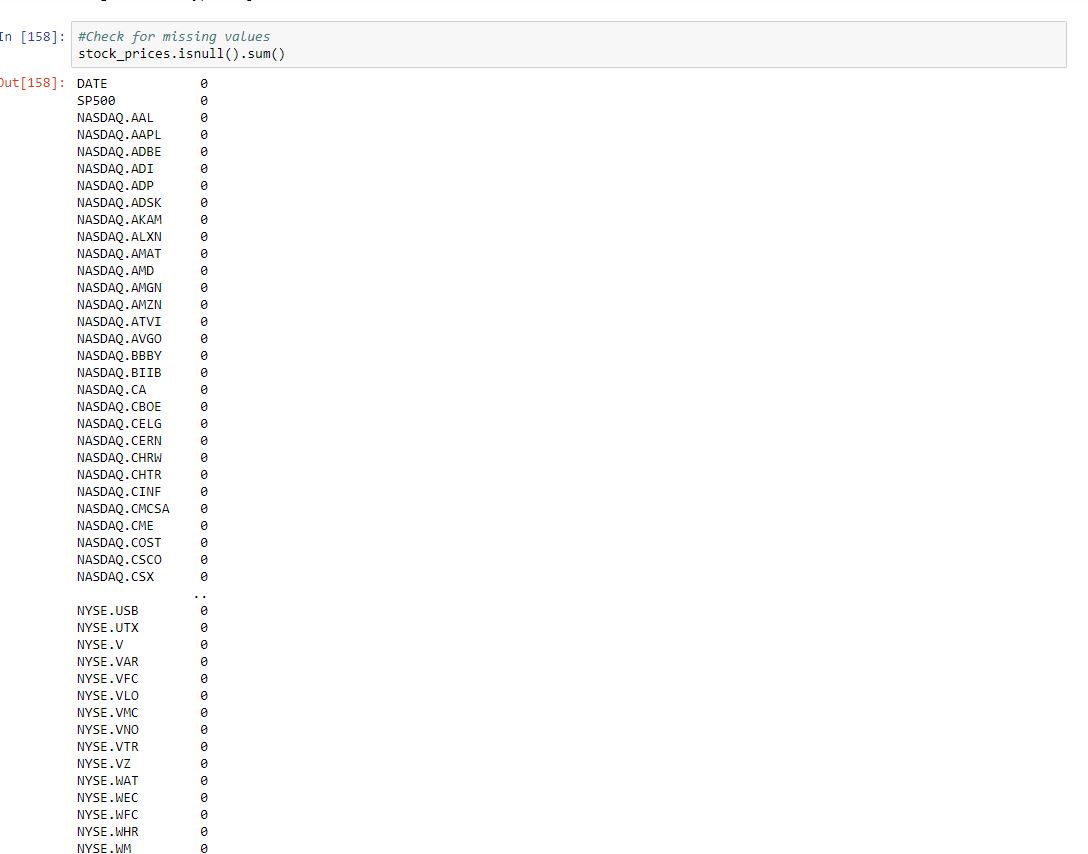 In [158]: #Check for missing values
stock_prices.isnull().sum()
Out[158]: DATE 0
SP500 0
NASDAQ.AAL 0
NASDAQ.AAPL 0
NASDAQ.ADBE 0
NASDAQ.ADI 0
NASDAQ.ADP 0
NASDAQ.ADSK 0
NASDAQ.AKAM 0
NASDAQ.ALXN 0
NASDAQ.AMAT 0
NASDAQ.AMD 0
NASDAQ.AMGN 0
NASDAQ.AMZN 0
NASDAQ.ATVI 0
NASDAQ.AVGO 0
NASDAQ.BBBY 0
NASDAQ.BIIB 0
NASDAQ.CA 0
NASDAQ.CBOE 0
NASDAQ.CELG 0
NASDAQ.CERN 0
NASDAQ.CHRW 0
NASDAQ.CHTR 0
NASDAQ.CINF 0
NASDAQ.CMCSA 0
NASDAQ.CME 0
NASDAQ.COST 0
NASDAQ.CSCO 0
NASDAQ.CSX 0
..
NYSE.USB 0
NYSE.UTX 0
NYSE.V 0
NYSE.VAR 0
NYSE.VFC 0
NYSE.VLO 0
NYSE.VMC 0
NYSE.VNO 0
NYSE.VTR 0
NYSE.VZ 0
NYSE.WAT 0
NYSE.WEC 0
NYSE.WFC 0
NYSE.WHR 0
NYSE.WM 0